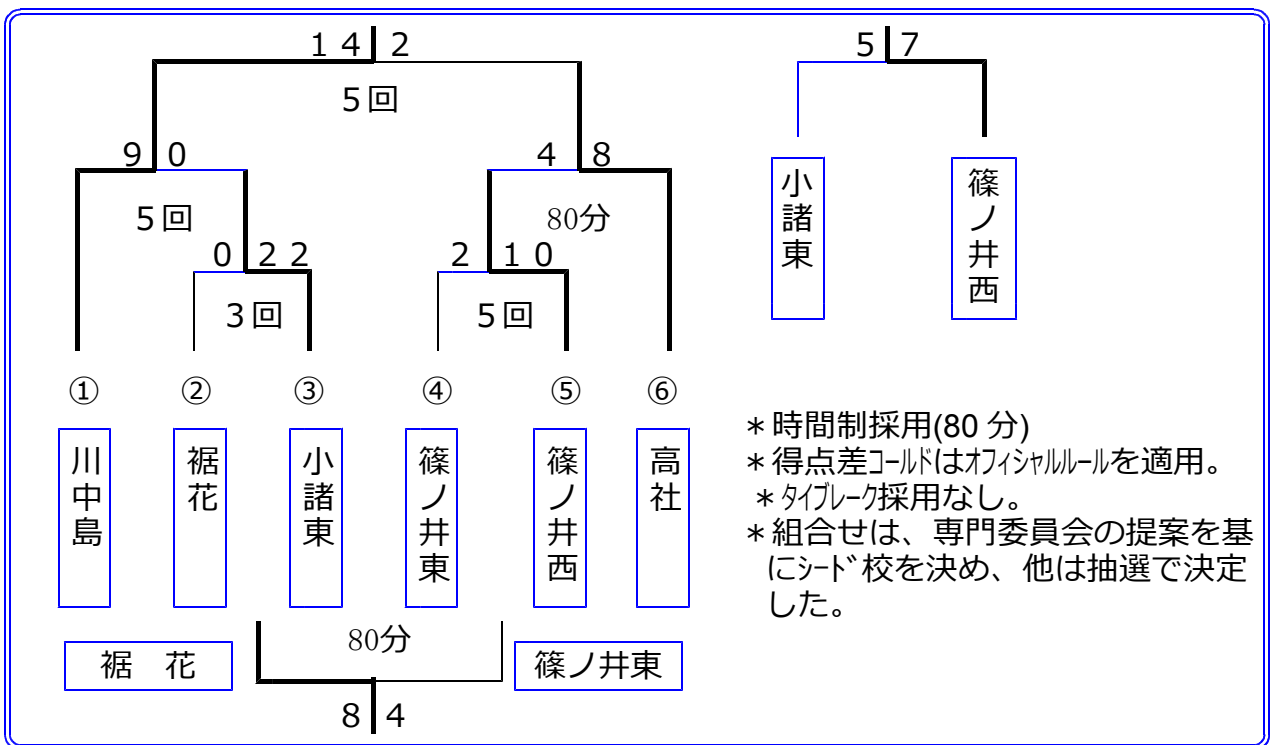 １４ ２
５ ７
５回
９ ０
４ ８
５回
80分
０ ２２
２ １０
３回
５回
小諸東
篠ノ井西
① ② ③ ④ ⑤ ⑥
川中島
裾花
小諸東
篠ノ井東
篠ノ井西
高社
＊時間制採用(80 分)
＊得点差ｺｰﾙﾄﾞはｵﾌｨｼｬﾙﾙｰﾙを適用。
＊ﾀｲﾌﾞﾚｰｸ採用なし。
＊組合せは、専門委員会の提案を基
にｼｰﾄﾞ校を決め、他は抽選で決定
した。
80分
裾　花
篠ノ井東
８ ４